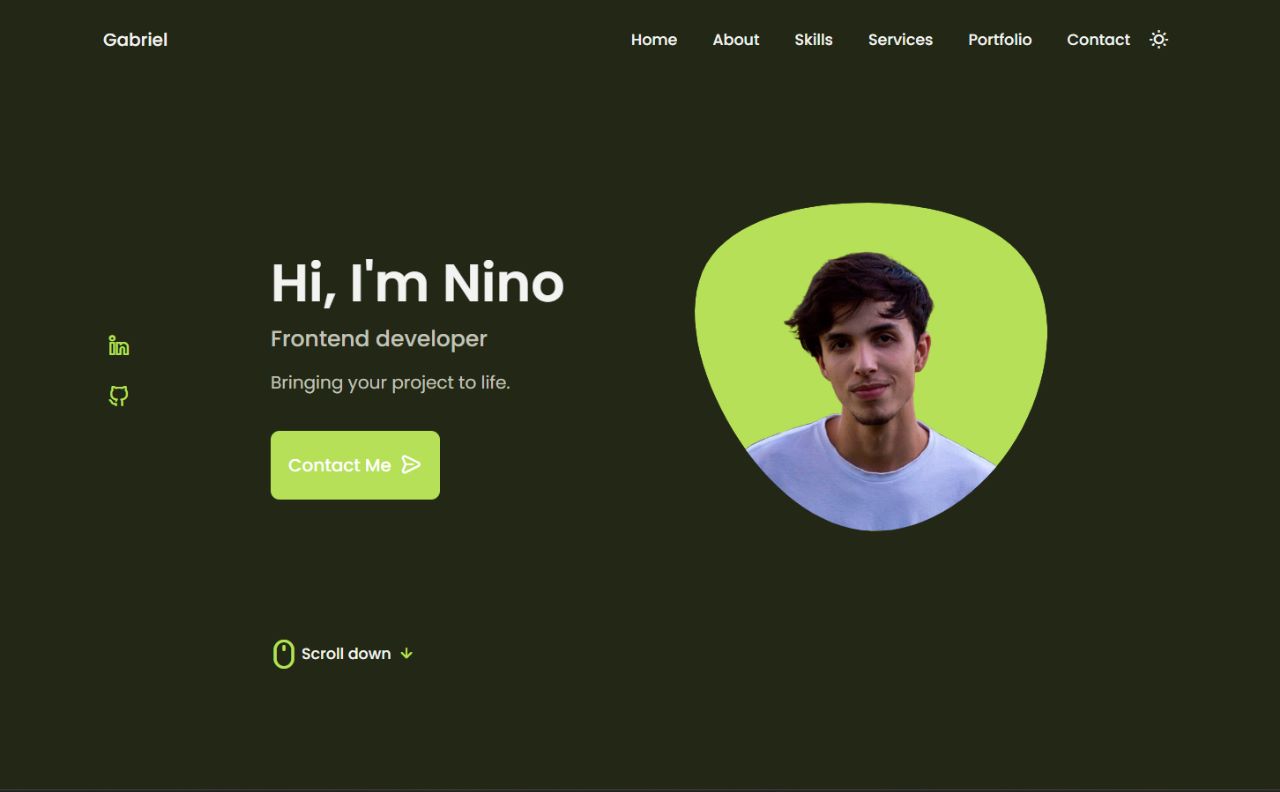 Gabriel
Home About Skills Services Portfolio Contact
Hi, I'm Nino
Frontend developer
Bringing your project to life.
Contact Me
Scroll down